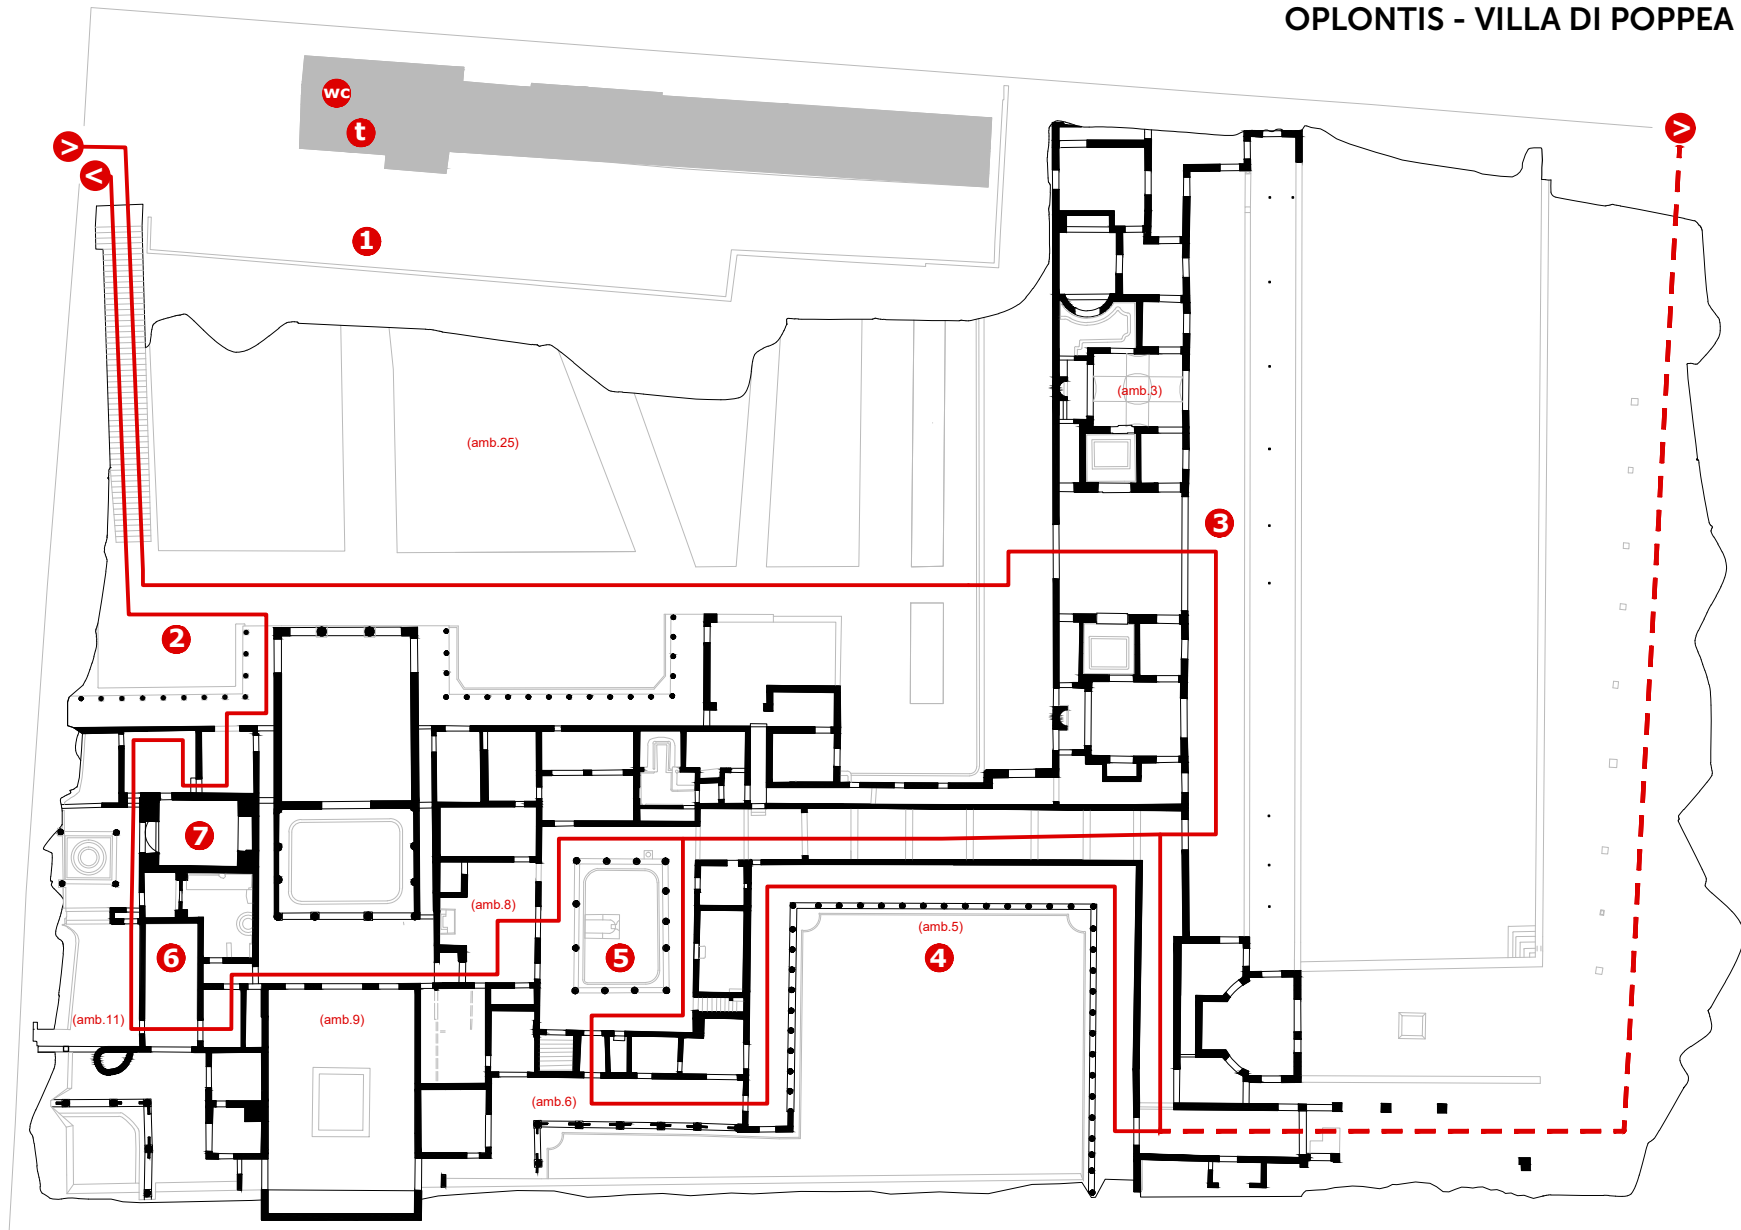 OPLONTIS - VILLA DI POPPEA
wc
t
>
<
>
1
(amb.3)
(amb.25)
3
2
7
(amb.8)
(amb.5)
6
5
4
(amb.11)
(amb.9)
(amb.6)